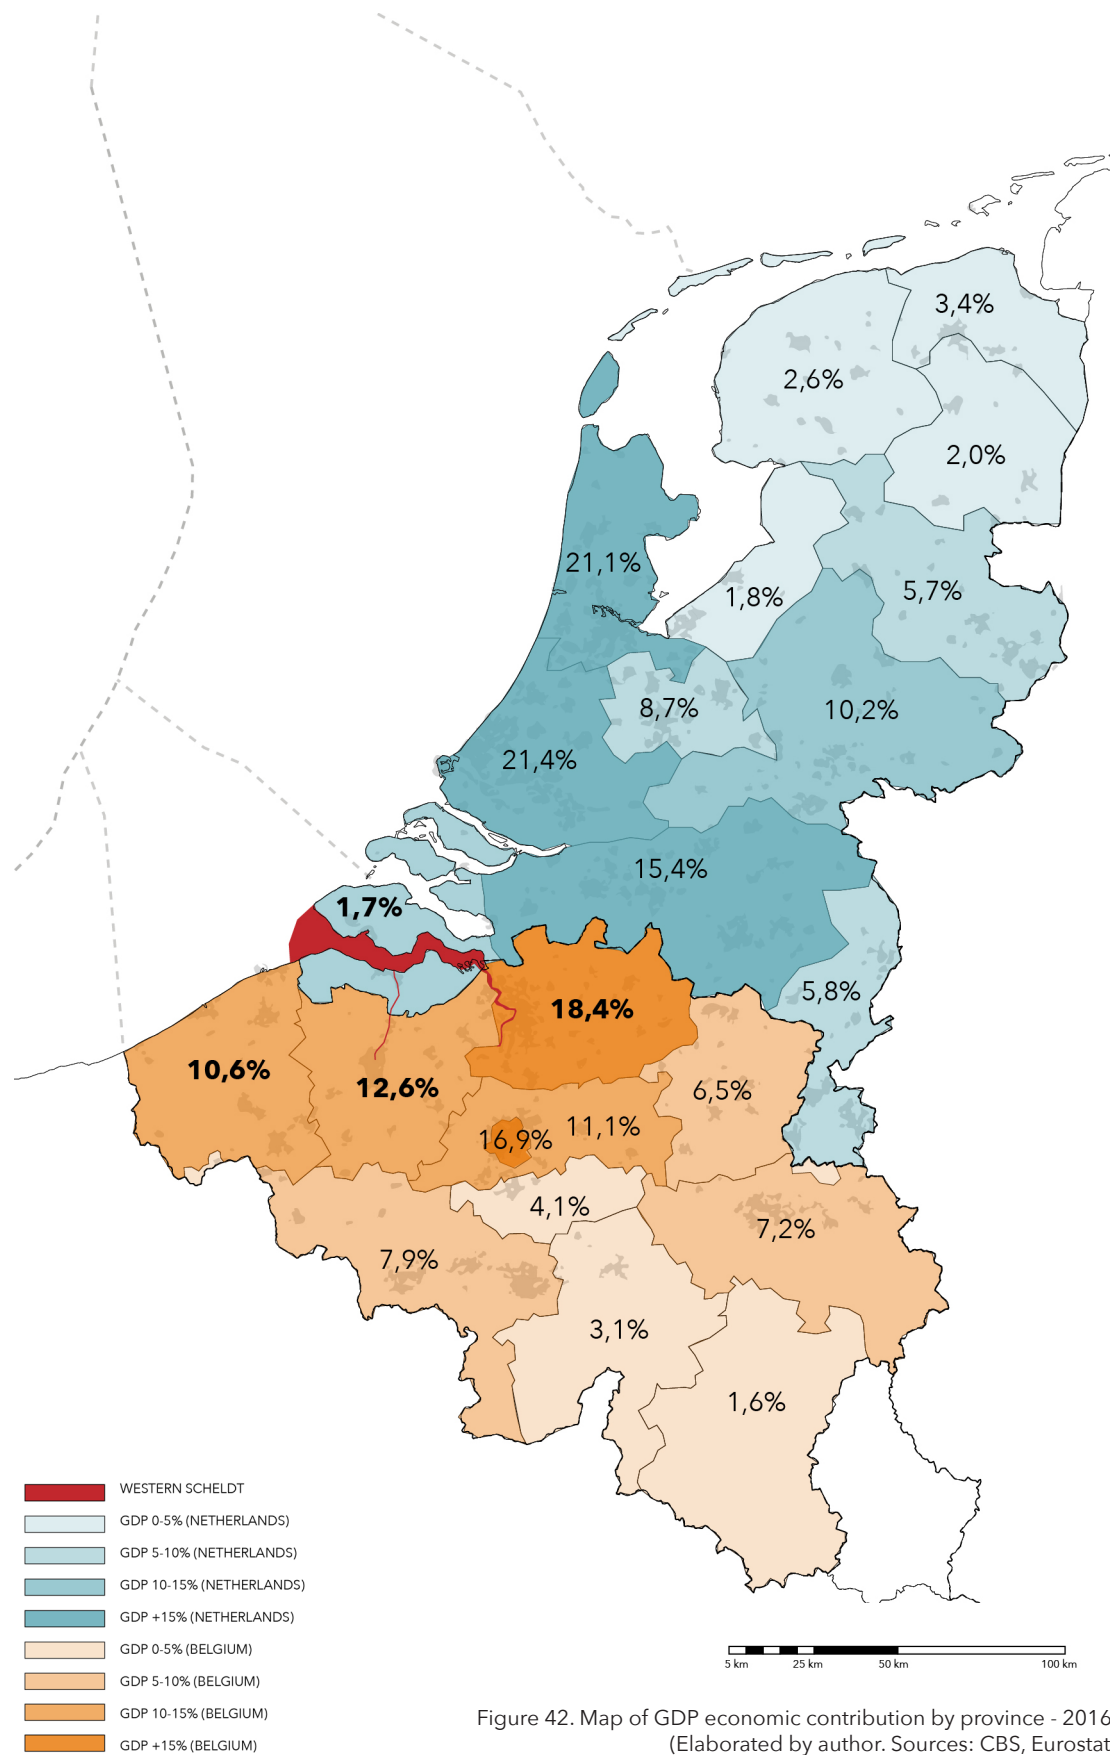 3,4%
2,6%
2,0%
21,1%
1,8%
5,7%
8,7%
10,2%
21,4%
15,4%
1,7%
5,8%
18,4%
10,6%
12,6%
6,5%
16,9%
11,1%
4,1%
7,2%
7,9%
3,1%
1,6%
WESTERN SCHELDT
GDP 0-5% (NETHERLANDS)
GDP 5-10% (NETHERLANDS)
GDP 10-15% (NETHERLANDS)
GDP +15% (NETHERLANDS)
GDP 0-5% (BELGIUM)
GDP 5-10% (BELGIUM)
GDP 10-15% (BELGIUM)
GDP +15% (BELGIUM)
5 km 25 km 50 km 100 km
Figure 42. Map of GDP economic contribution by province - 2016
(Elaborated by author. Sources: CBS, Eurostat